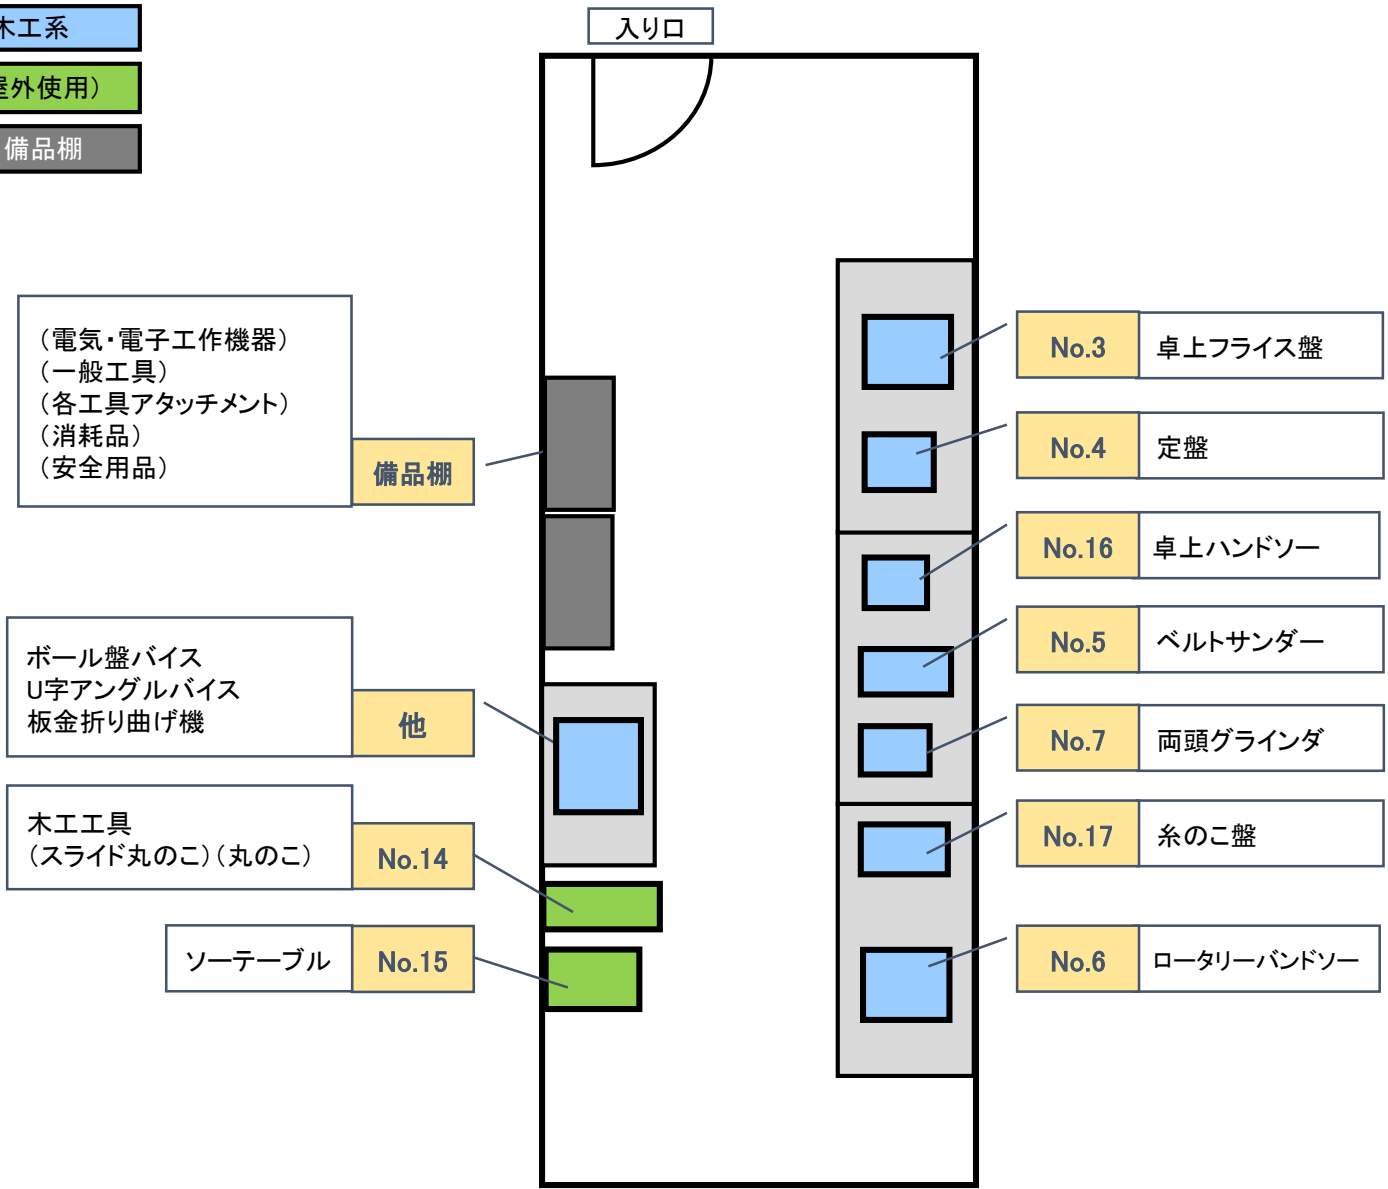 木工系
屋外使用）
備品棚
入り口
（電気・電子工作機器）
（一般工具）
（各工具アタッチメント）
（消耗品）
（安全用品）
備品棚
ボール盤バイス
U字アングルバイス
板金折り曲げ機
他
木工工具
（スライド丸のこ）（丸のこ）
No.14
ソーテーブル
No.15
No.3
卓上フライス盤
No.4
定盤
No.16
卓上ハンドソー
No.5
ベルトサンダー
No.7
両頭グラインダ
No.17
糸のこ盤
No.6
ロータリーバンドソー